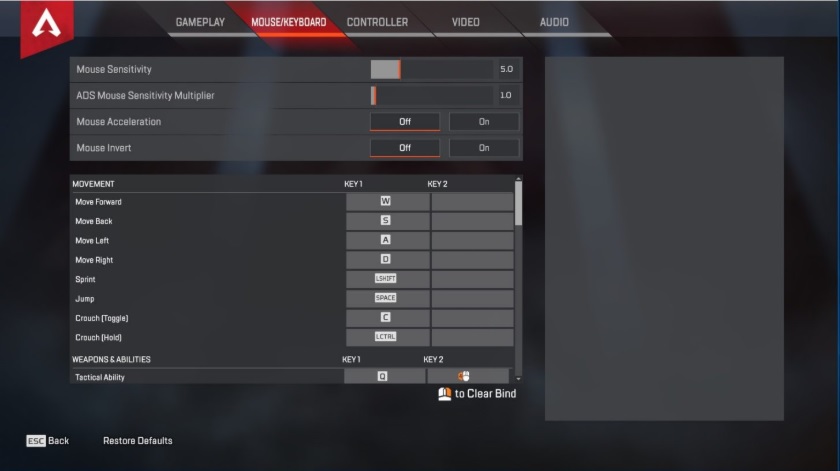 GAMEPLAY MOUSE/KEYBOARD CONTROLLER VIDEO AUDIO
Mouse Sensitivity 5.0
ADS Mouse Sensitivity Multiplier 1.0
Mouse Acceleration Off On
Mouse Invert Off On
MOVEMENT KEY 1 KEY 2
Move Forward W
Move Back S
Move Left A
Move Right D
Sprint LSHIFT
Jump SPACE
Crouch (Toggle) C
Crouch (Hold) LCTRL
WEAPONS & ABILITIES KEY 1 KEY 2
Tactical Ability Q
to Clear Bind
ESC Back Restore Defaults